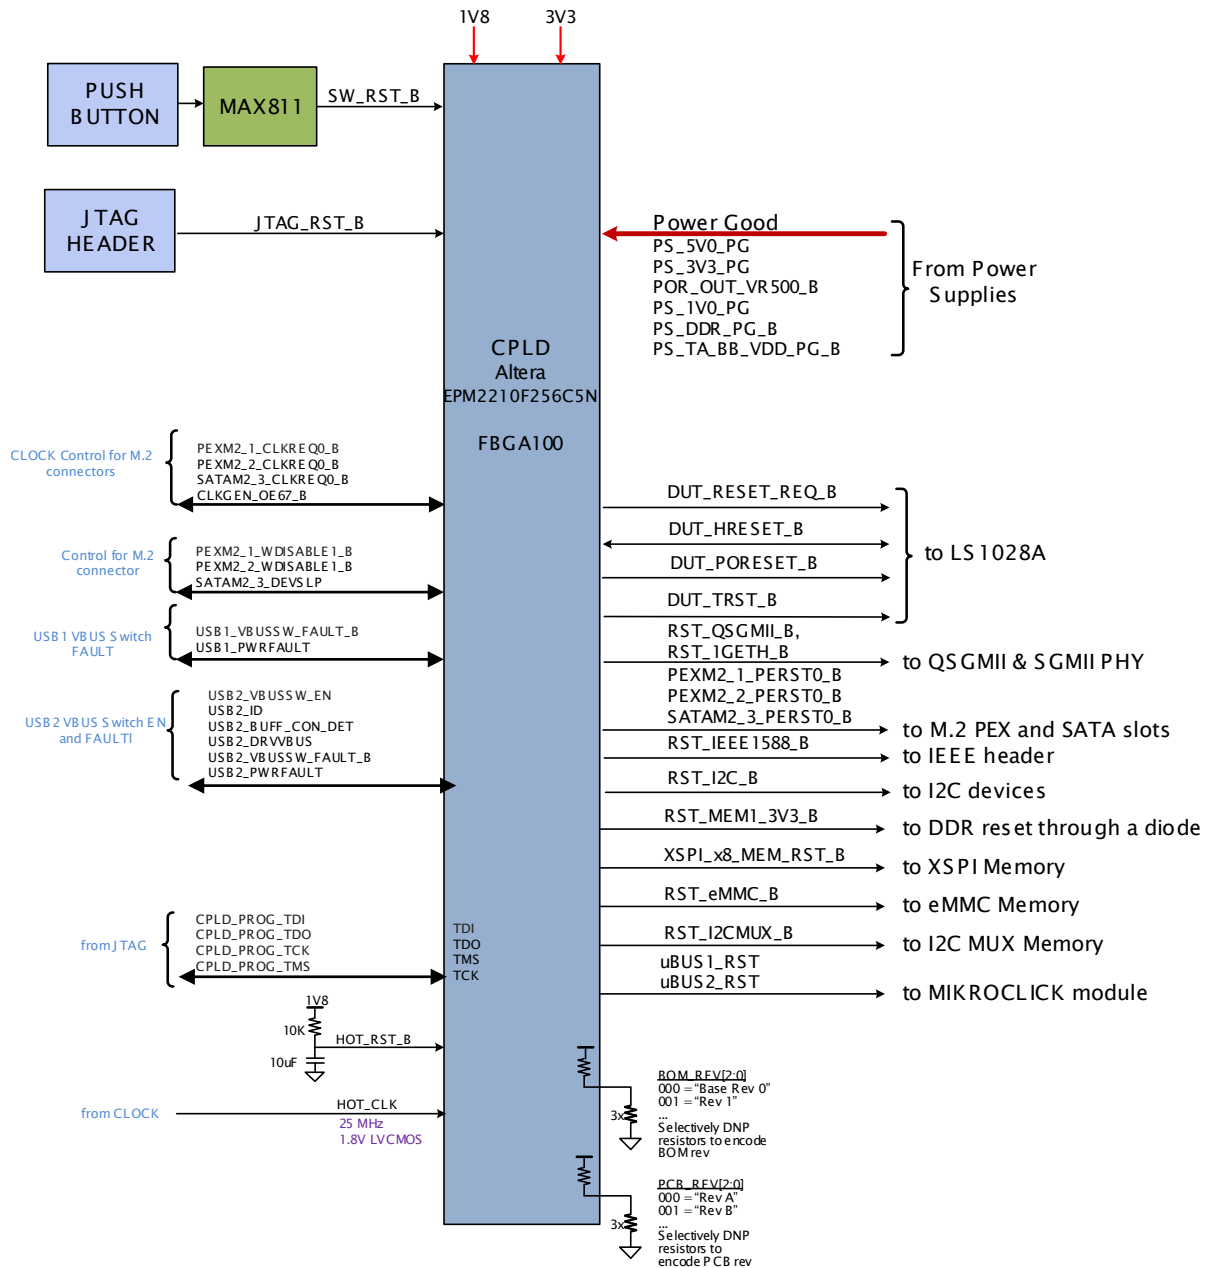 1V8
3V3
PUSH
BUTTON
MAX811
SW_RST_B
JTAG
HEADER
JTAG_RST_B
Power Good
PS_5V0_PG
PS_3V3_PG
POR_OUT_VR500_B
PS_1V0_PG
PS_DDR_PG_B
PS_TA_BB_VDD_PG_B
From Power
Supplies
CPLD
Altera
EPM2210F256C5N
FBGA100
CLOCK Control for M.2
connectors
PEXM2_1_CLKREQ0_B
PEXM2_2_CLKREQ0_B
SATAM2_3_CLKREQ0_B
CLKGEN_OE67_B
Control for M.2
connector
PEXM2_1_WDISABLE1_B
PEXM2_2_WDISABLE1_B
SATAM2_3_DEVSLP
USB1 VBUS Switch
FAULT
USB1_VBUSSW_FAULT_B
USB1_PWRFAULT
USB2 VBUS Switch EN
and FAULTl
USB2_VBUSSW_EN
USB2_ID
USB2_BUFF_CON_DET
USB2_DRVVBUS
USB2_VBUSSW_FAULT_B
USB2_PWRFAULT
DUT_RESET_REQ_B
DUT_HRESET_B
DUT_PORESET_B
DUT_TRST_B
to LS1028A
RST_QSGMII_B,
RST_1GETH_B
to QSGMII & SGMII PHY
PEXM2_1_PERST0_B
PEXM2_2_PERST0_B
SATAM2_3_PERST0_B
to M.2 PEX and SATA slots
RST_IEEE1588_B
to IEEE header
RST_I2C_B
to I2C devices
RST_MEM1_3V3_B
to DDR reset through a diode
XSPI_x8_MEM_RST_B
to XSPI Memory
RST_eMMC_B
to eMMC Memory
RST_I2CMUX_B
to I2C MUX Memory
uBUS1_RST
uBUS2_RST
to MIKROCLICK module
from JTAG
CPLD_PROG_TDI
CPLD_PROG_TDO
CPLD_PROG_TCK
CPLD_PROG_TMS
TDI
TDO
TMS
TCK
1V8
10K
10uF
HOT_RST_B
from CLOCK
HOT_CLK
25 MHz
1.8V LVCMOS
3x
BOM_REV[2:0]
000 = "Base Rev 0"
001 = "Rev 1"
...
Selectively DNP
resistors to encode
BOM rev
3x
PCB_REV[2:0]
000 = "Rev A"
001 = "Rev B"
...
Selectively DNP
resistors to
encode PCB rev